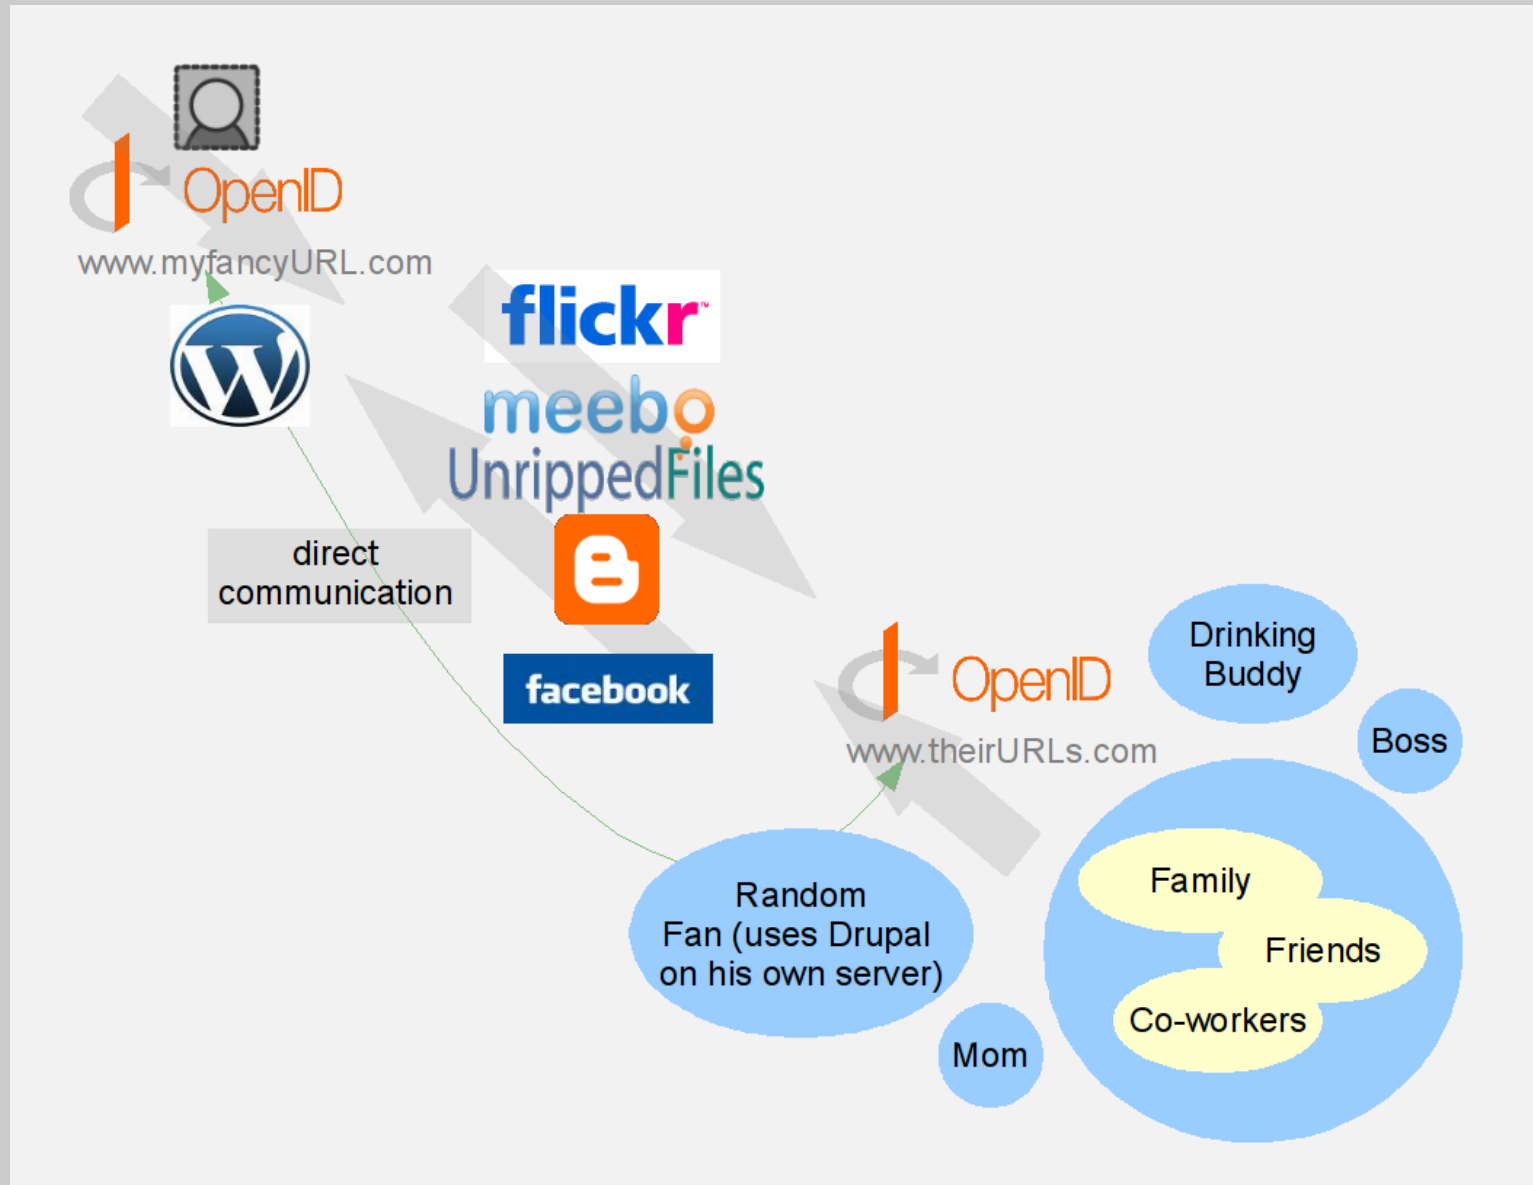 OpenID
www.myfancyURL.com
flickr™
meebo
UnrippedFiles
direct
communication
facebook
OpenID
www.theirURLs.com
Drinking
Buddy
Boss
Random
Fan (uses Drupal
on his own server)
Family
Friends
Co-workers
Mom